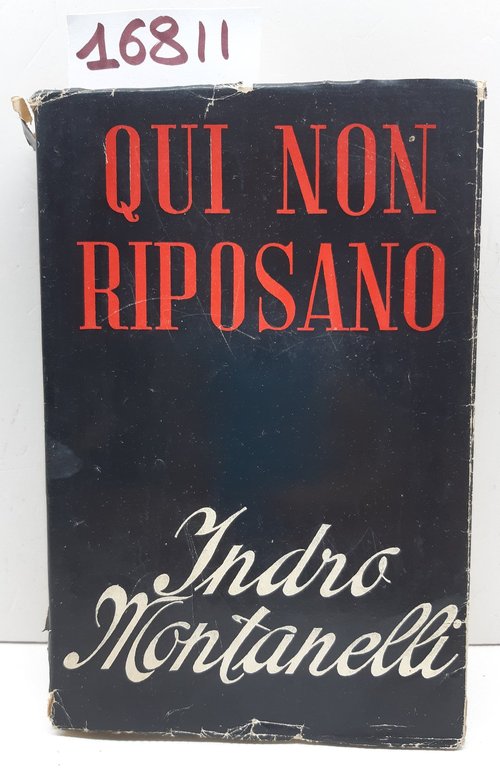 16811
QUI NON
RIPOSANO
Indro
Montanelli